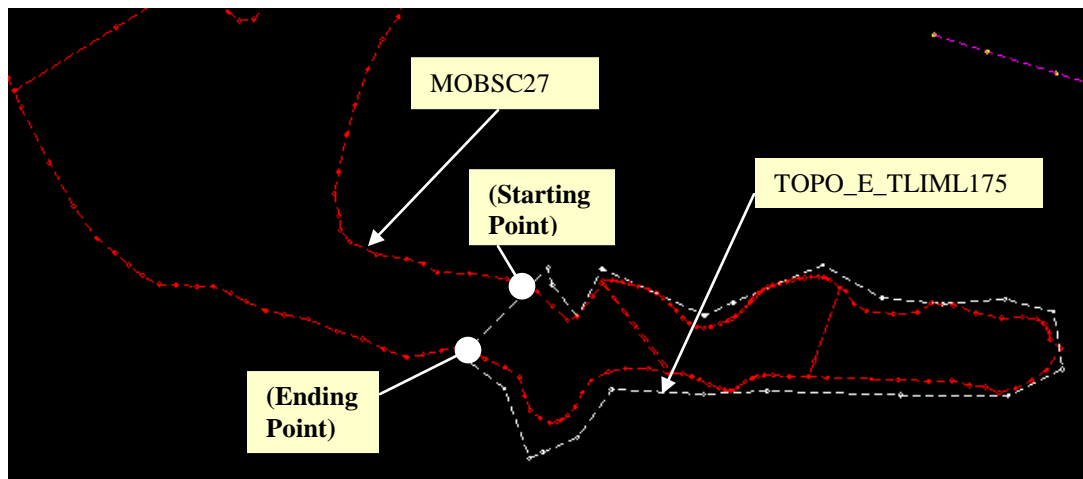 MOBSC27
TOPO_E_TLIML175
(Starting
Point)
(Ending
Point)